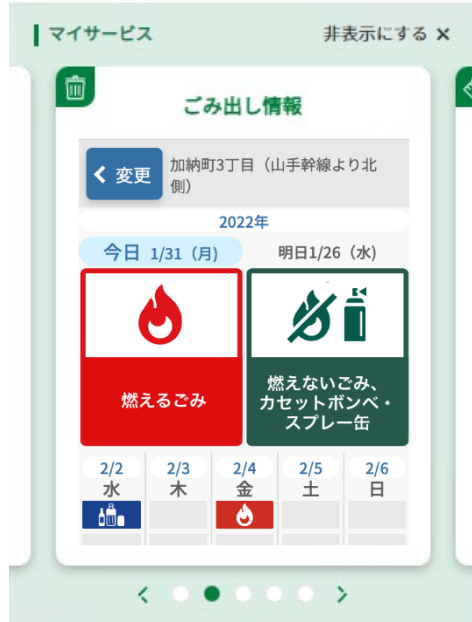 マイサービス
非表示にする ×
ごみ出し情報
変更
加納町3丁目（山手幹線より北
側）
2022年
今日 1/31（月)
明日1/26（水)
燃えるごみ
燃えないごみ、
カセットボンベ・
スプレー缶
2/2 2/3 2/4 2/5 2/6
水 木 金 土 日